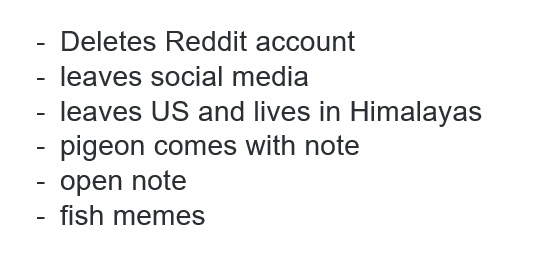 - Deletes Reddit account
- leaves social media
- leaves US and lives in Himalayas
- pigeon comes with note
- open note
- fish memes